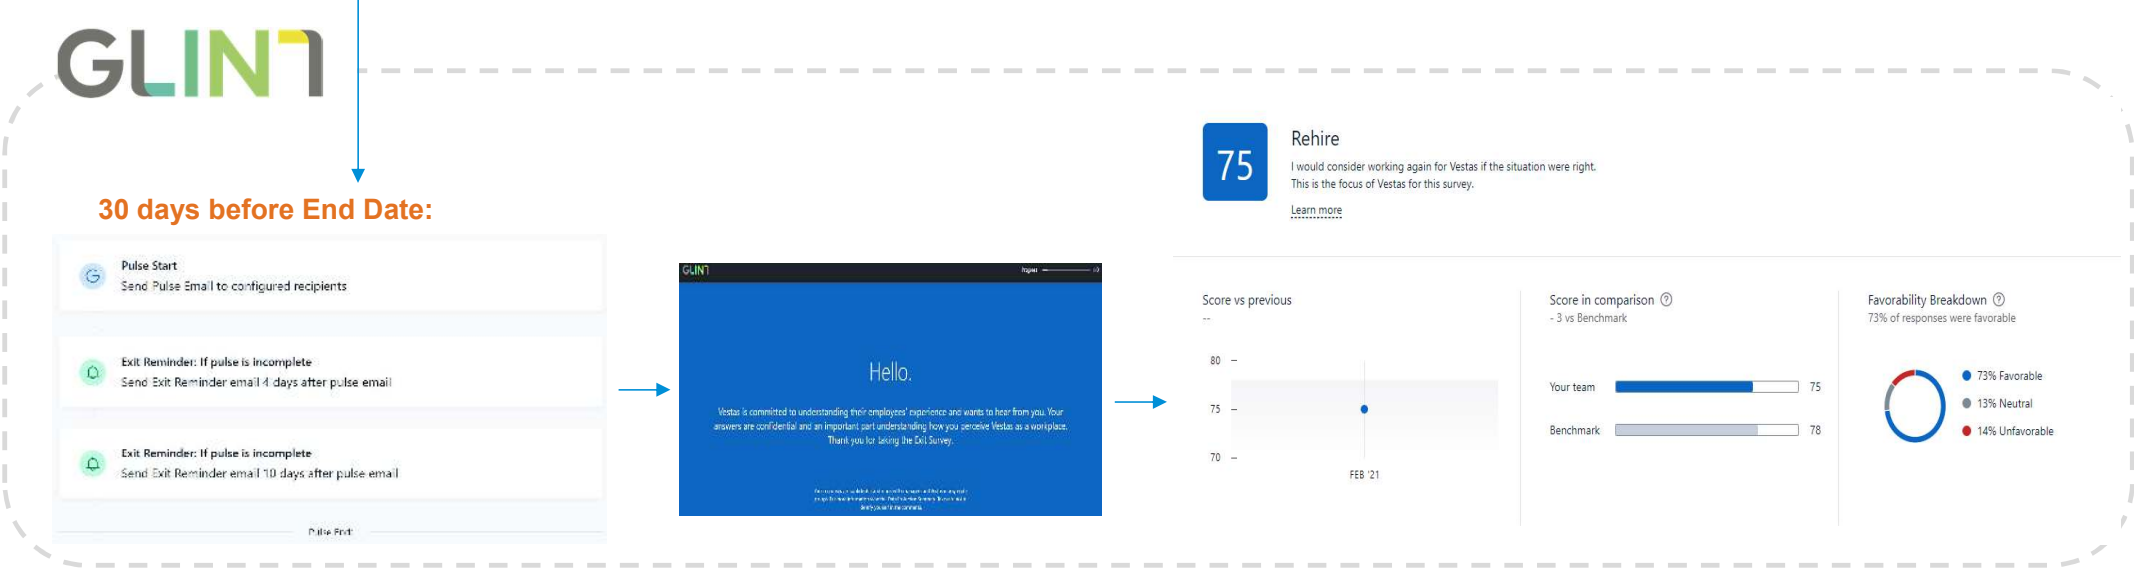 GLINT
30 days before End Date:
Pulse Start
Send Pulse Email to configured recipients
Exit Reminder: If pulse is incomplete
Send Exit Reminder email 4 days after pulse email
Exit Reminder: If pulse is incomplete
Send Exit Reminder email 10 days after pulse email
Pulse End
GLINT
Hello.
Vestas is committed to understanding their employees' experience and wants to hear from you. Your
answers are confidential and an important part understanding how you perceive Vestas as a workplace.
Thank you for taking the Exit Survey.
75
Rehire
I would consider working again for Vestas if the situation were right.
This is the focus of Vestas for this survey.
Learn more
Score vs previous
--
80
75
70
FEB '21
Score in comparison ?
- 3 vs Benchmark
Your team 75
Benchmark 78
Favorability Breakdown ?
73% of responses were favorable
73% Favorable
13% Neutral
14% Unfavorable